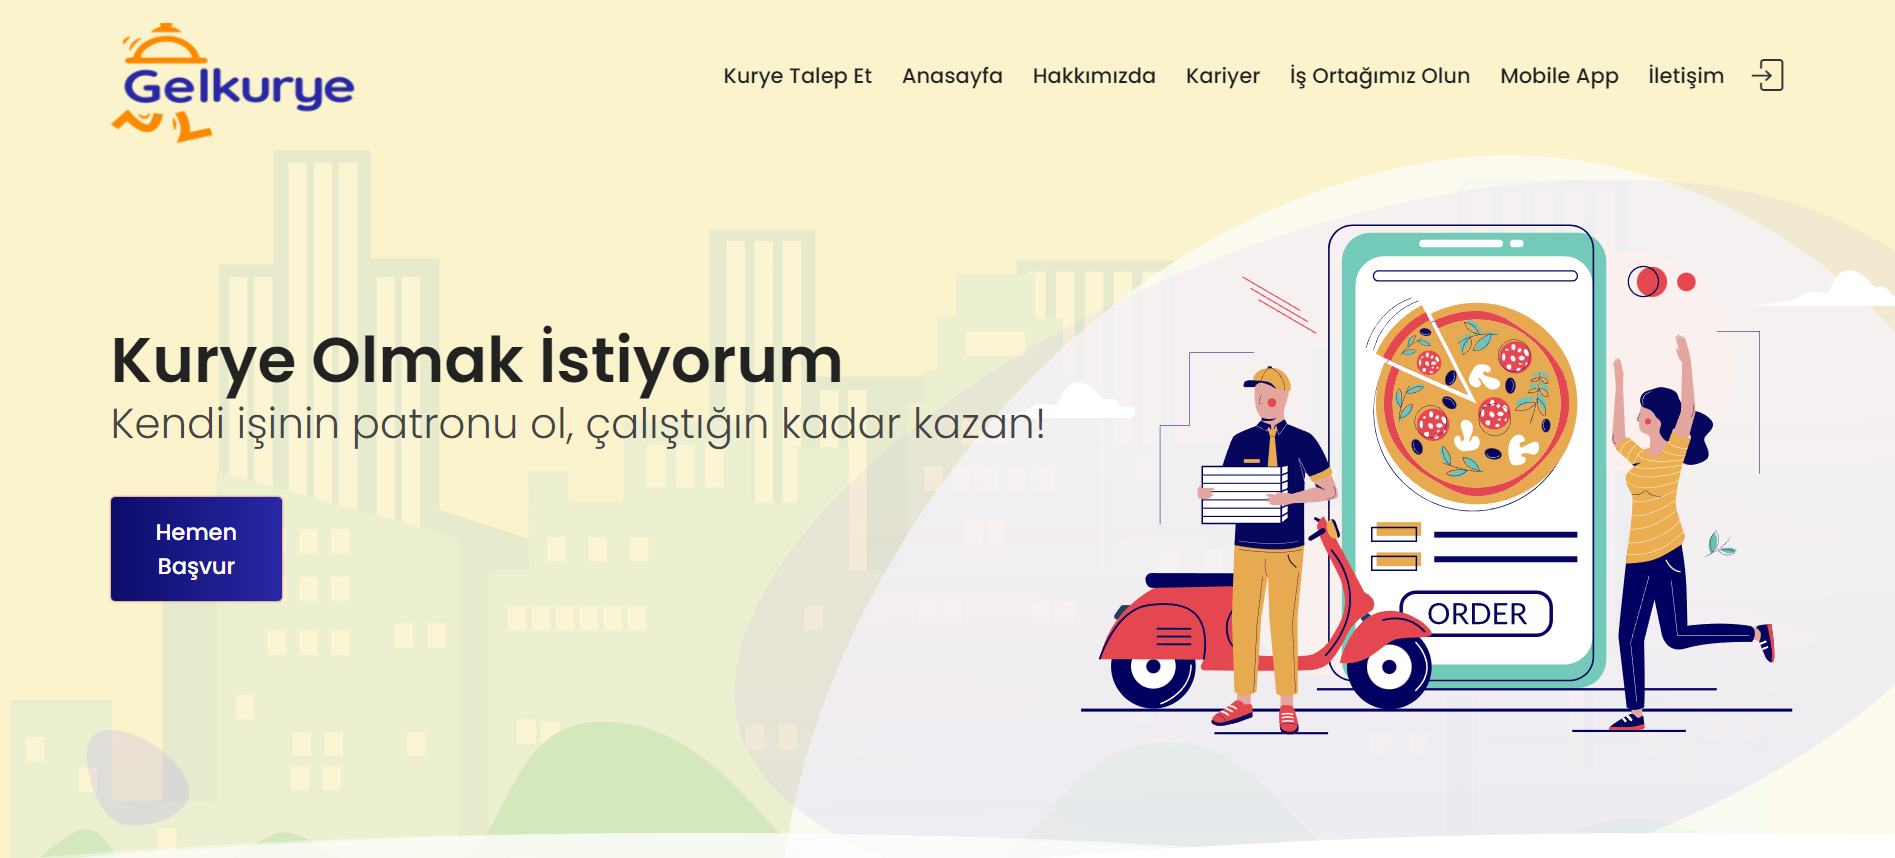 Gelkurye
Kurye Talep Et Anasayfa Hakkımızda Kariyer İş Ortağımız Olun Mobile App İletişim
Kurye Olmak İstiyorum
Kendi işinin patronu ol, çalıştığın kadar kazan!
Hemen
Başvur
ORDER